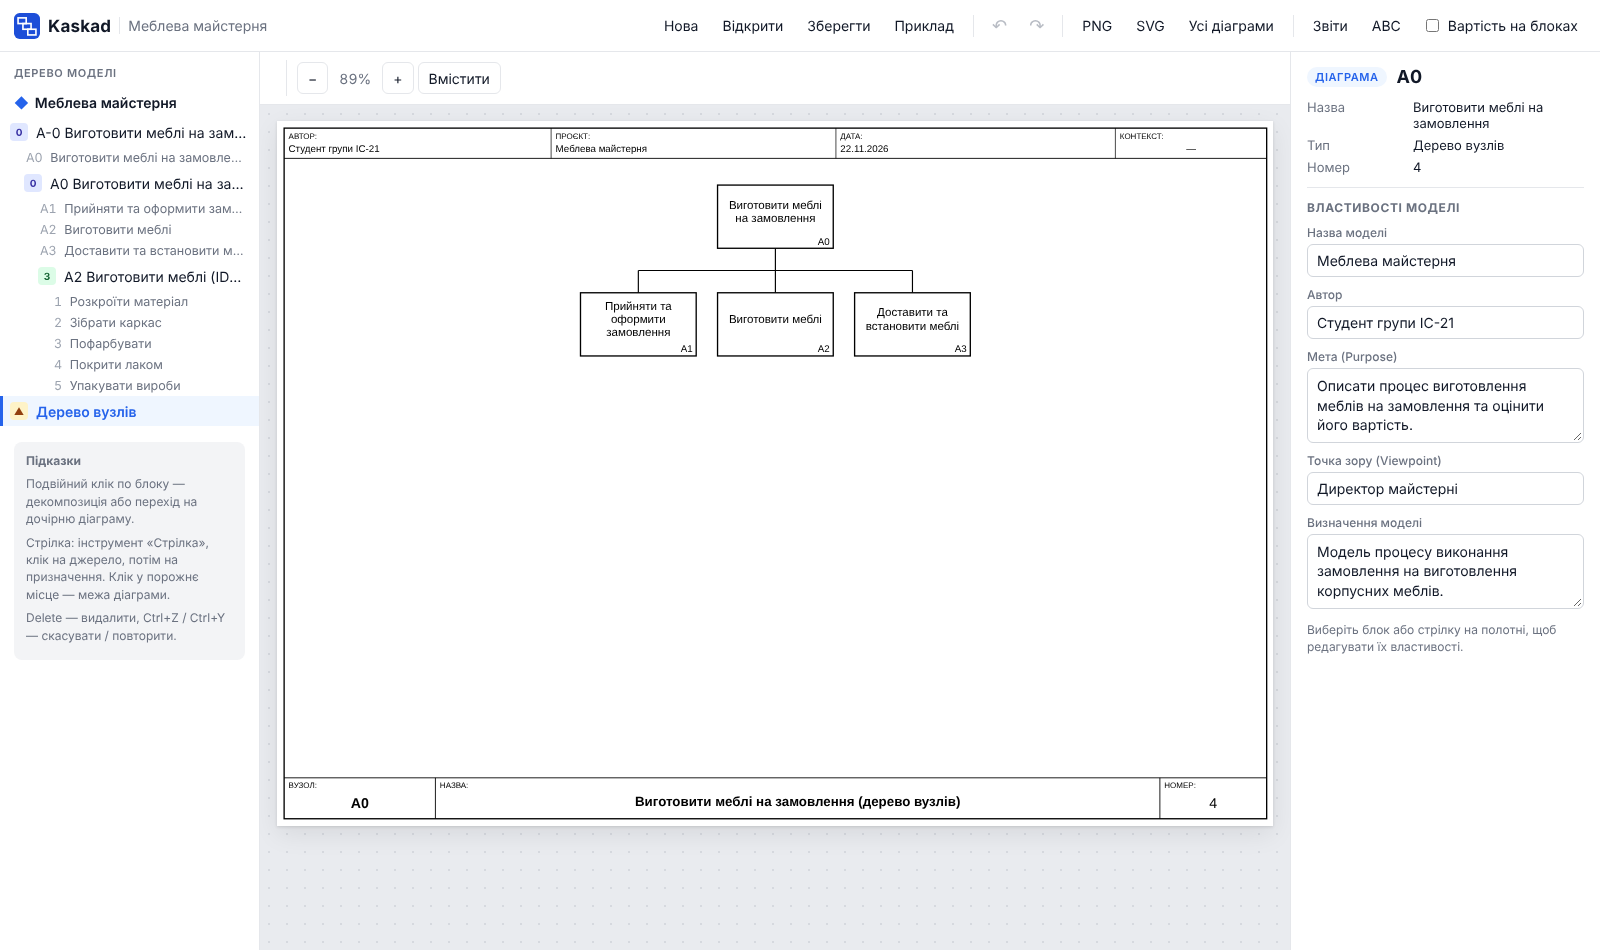 Kaskad
Меблева майстерня
Нова
Відкрити
Зберегти
Приклад
PNG
SVG
Усі діаграми
Звіти
ABC
Вартість на блоках
ДЕРЕВО МОДЕЛІ
Меблева майстерня
0 A-0 Виготовити меблі на зам...
A0 Виготовити меблі на замовле...
0 A0 Виготовити меблі на за...
A1 Прийняти та оформити зам...
A2 Виготовити меблі
A3 Доставити та встановити м...
3 A2 Виготовити меблі (ID...
1 Розкроїти матеріал
2 Зібрати каркас
3 Пофарбувати
4 Покрити лаком
5 Упакувати вироби
Дерево вузлів
Підказки
Подвійний клік по блоку —
декомпозиція або перехід на
дочірню діаграму.
Стрілка: інструмент «Стрілка»,
клік на джерело, потім на
призначення. Клік у порожнє
місце — межа діаграми.
Delete — видалити, Ctrl+Z / Ctrl+Y
— скасувати / повторити.
− 89% + Вмістити
АВТОР:
Студент групи ІС-21
ПРОЄКТ:
Меблева майстерня
ДАТА:
22.11.2026
КОНТЕКСТ:
—
Виготовити меблі
на замовлення
A0
Прийняти та
оформити
замовлення
A1
Виготовити меблі
A2
Доставити та
встановити меблі
A3
ВУЗОЛ:
A0
НАЗВА:
Виготовити меблі на замовлення (дерево вузлів)
НОМЕР:
4
ДІАГРАМА A0
Назва Виготовити меблі на
замовлення
Тип Дерево вузлів
Номер 4
ВЛАСТИВОСТІ МОДЕЛІ
Назва моделі
Меблева майстерня
Автор
Студент групи ІС-21
Мета (Purpose)
Описати процес виготовлення
меблів на замовлення та оцінити
його вартість.
Точка зору (Viewpoint)
Директор майстерні
Визначення моделі
Модель процесу виконання
замовлення на виготовлення
корпусних меблів.
Виберіть блок або стрілку на полотні, щоб
редагувати їх властивості.